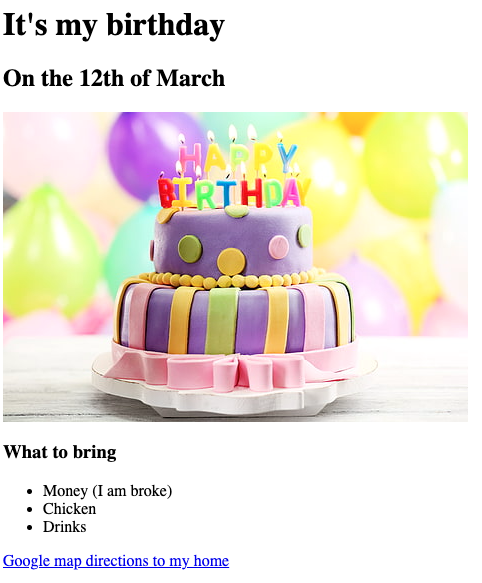 It's my birthday
On the 12th of March
HAPPY
BIRTHDAY
What to bring
Money (I am broke)
Chicken
Drinks
Google map directions to my home